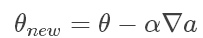 θ_new = θ − α∇a